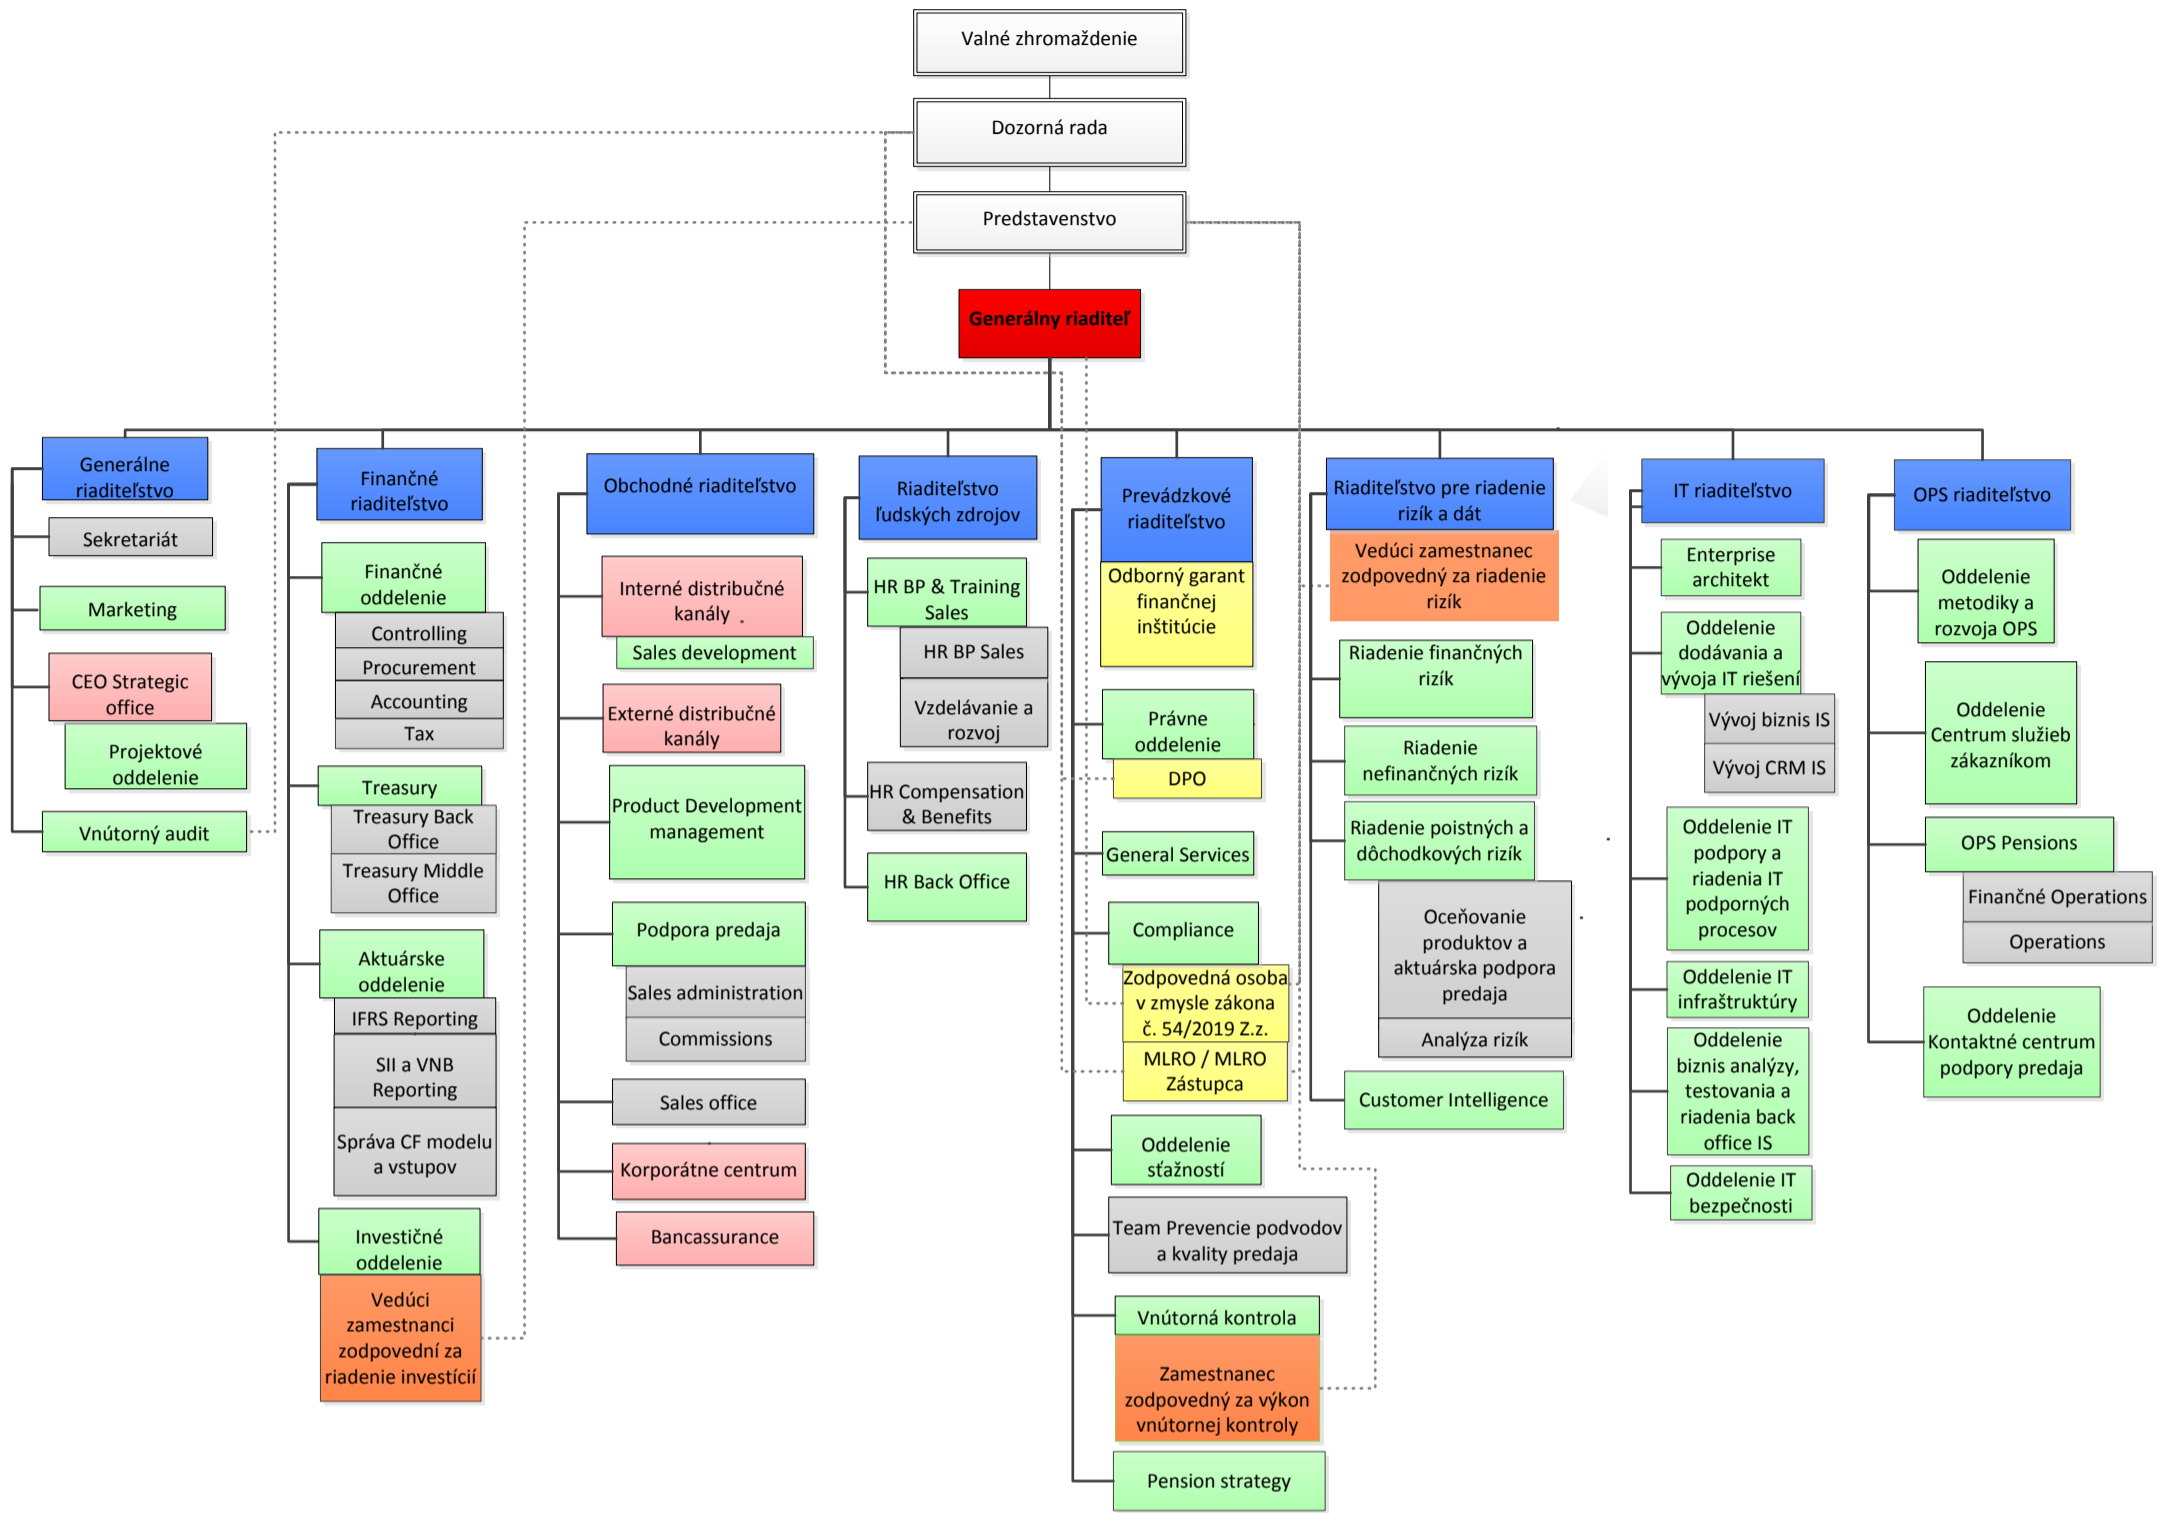 Valné zhromaždenie
Dozorná rada
Predstavenstvo
Generálny riaditeľ
Generálne
riaditeľstvo
Sekretariát
Marketing
CEO Strategic
office
Projektové
oddelenie
Vnútorný audit
Finančné
riaditeľstvo
Finančné
oddelenie
Controlling
Procurement
Accounting
Tax
Treasury
Treasury Back
Office
Treasury Middle
Office
Aktuárske
oddelenie
IFRS Reporting
SII a VNB
Reporting
Správa CF modelu
a vstupov
Investičné
oddelenie
Vedúci
zamestnanci
zodpovední za
riadenie investícií
Obchodné riaditeľstvo
Interné distribučné
kanály
Sales development
Externé distribučné
kanály
Product Development
management
Podpora predaja
Sales administration
Commissions
Sales office
Korporátne centrum
Bancassurance
Riaditeľstvo
ľudských zdrojov
HR BP & Training
Sales
HR BP Sales
Vzdelávanie a
rozvoj
HR Compensation
& Benefits
HR Back Office
Prevádzkové
riaditeľstvo
Odborný garant
finančnej
inštitúcie
Právne
oddelenie
DPO
General Services
Compliance
Zodpovedná osoba
v zmysle zákona
č. 54/2019 Z.z.
MLRO / MLRO
Zástupca
Oddelenie
sťažností
Team Prevencie podvodov
a kvality predaja
Vnútorná kontrola
Zamestnanec
zodpovedný za výkon
vnútornej kontroly
Pension strategy
Riaditeľstvo pre riadenie
rizík a dát
Vedúci zamestnanec
zodpovedný za riadenie
rizík
Riadenie finančných
rizík
Riadenie
nefinančných rizík
Riadenie poistných a
dôchodkových rizík
Oceňovanie
produktov a
aktuárska podpora
predaja
Analýza rizík
Customer Intelligence
IT riaditeľstvo
Enterprise
architekt
Oddelenie
dodávania a
vývoja IT riešení
Vývoj biznis IS
Vývoj CRM IS
Oddelenie IT
podpory a
riadenia IT
podporných
procesov
Oddelenie IT
infraštruktúry
Oddelenie
biznis analýzy,
testovania a
riadenia back
office IS
Oddelenie IT
bezpečnosti
OPS riaditeľstvo
Oddelenie
metodiky a
rozvoja OPS
Oddelenie
Centrum služieb
zákazníkom
OPS Pensions
Finančné Operations
Operations
Oddelenie
Kontaktné centrum
podpory predaja